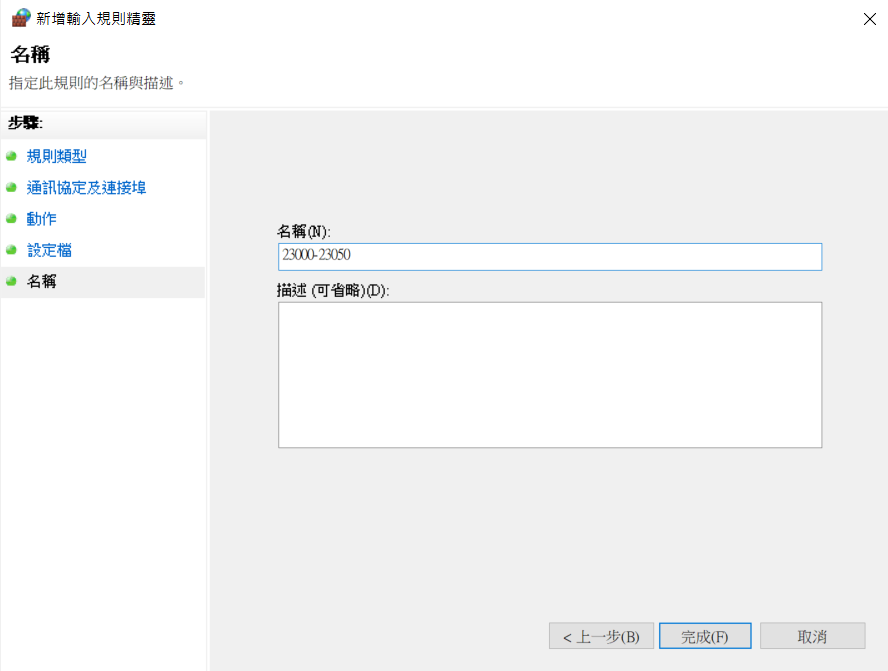 新增輸入規則精靈
名稱
指定此規則的名稱與描述。
步驟:
規則類型
通訊協定及連接埠
動作
設定檔
名稱
名稱(N):
23000-23050
描述 (可省略)(D):
< 上一步(B)
完成(F)
取消